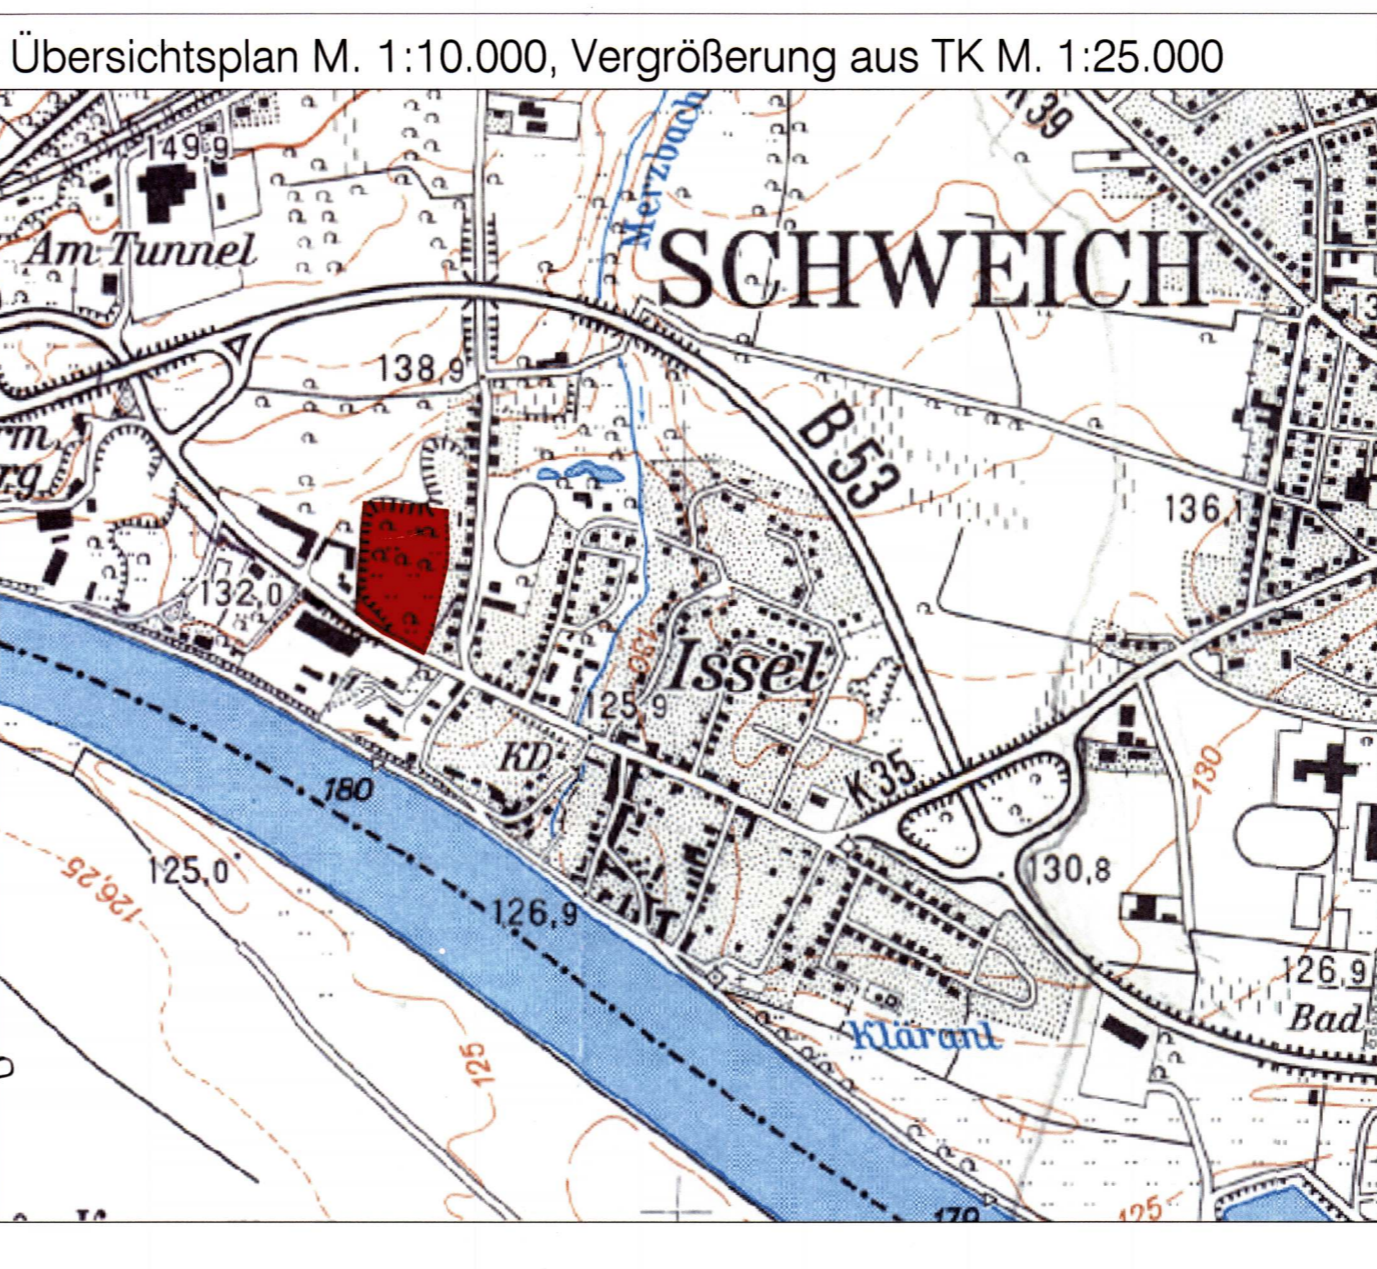 Übersichtsplan M. 1:10.000, Vergrößerung aus TK M. 1:25.000
K 39
149,9
Merzbach
Am Tunnel
SCHWEICH
138,9
B 53
136,1
132,0
130
Issel
125,9
KD
K 35
130
180
125,0
130,8
126,25
126,9
126,9
Bad
Kläranl
125
125
179